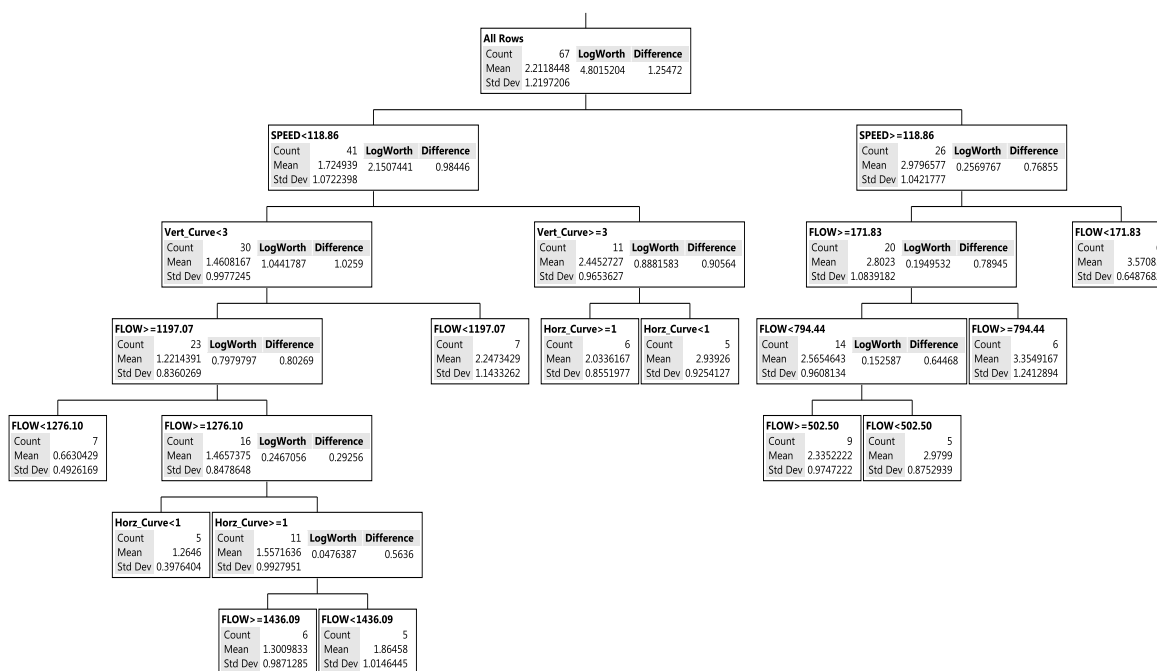 All Rows
Count 67 LogWorth Difference
Mean 2.2118448 4.8015204 1.25472
Std Dev 1.2197206
SPEED<118.86
Count 41 LogWorth Difference
Mean 1.724939 2.1507441 0.98446
Std Dev 1.0722398
SPEED>=118.86
Count 26 LogWorth Difference
Mean 2.9796577 0.2569767 0.76855
Std Dev 1.0421777
Vert_Curve<3
Count 30 LogWorth Difference
Mean 1.4608167 1.0441787 1.0259
Std Dev 0.9977245
Vert_Curve>=3
Count 11 LogWorth Difference
Mean 2.4452727 0.8881583 0.90564
Std Dev 0.9653627
FLOW>=171.83
Count 20 LogWorth Difference
Mean 2.8023 0.1949532 0.78945
Std Dev 1.0839182
FLOW<171.83
Count
Mean 3.5708
Std Dev 0.648768
FLOW>=1197.07
Count 23 LogWorth Difference
Mean 1.2214391 0.7979797 0.80269
Std Dev 0.8360269
FLOW<1197.07
Count 7
Mean 2.2473429
Std Dev 1.1433262
Horz_Curve>=1
Count 6
Mean 2.0336167
Std Dev 0.8551977
Horz_Curve<1
Count 5
Mean 2.93926
Std Dev 0.9254127
FLOW<794.44
Count 14 LogWorth Difference
Mean 2.5654643 0.152587 0.64468
Std Dev 0.9608134
FLOW>=794.44
Count 6
Mean 3.3549167
Std Dev 1.2412894
FLOW<1276.10
Count 7
Mean 0.6630429
Std Dev 0.4926169
FLOW>=1276.10
Count 16 LogWorth Difference
Mean 1.4657375 0.2467056 0.29256
Std Dev 0.8478648
FLOW>=502.50
Count 9
Mean 2.3352222
Std Dev 0.9747222
FLOW<502.50
Count 5
Mean 2.9799
Std Dev 0.8752939
Horz_Curve<1
Count 5
Mean 1.2646
Std Dev 0.3976404
Horz_Curve>=1
Count 11 LogWorth Difference
Mean 1.5571636 0.0476387 0.5636
Std Dev 0.9927951
FLOW>=1436.09
Count 6
Mean 1.3009833
Std Dev 0.9871285
FLOW<1436.09
Count 5
Mean 1.86458
Std Dev 1.0146445